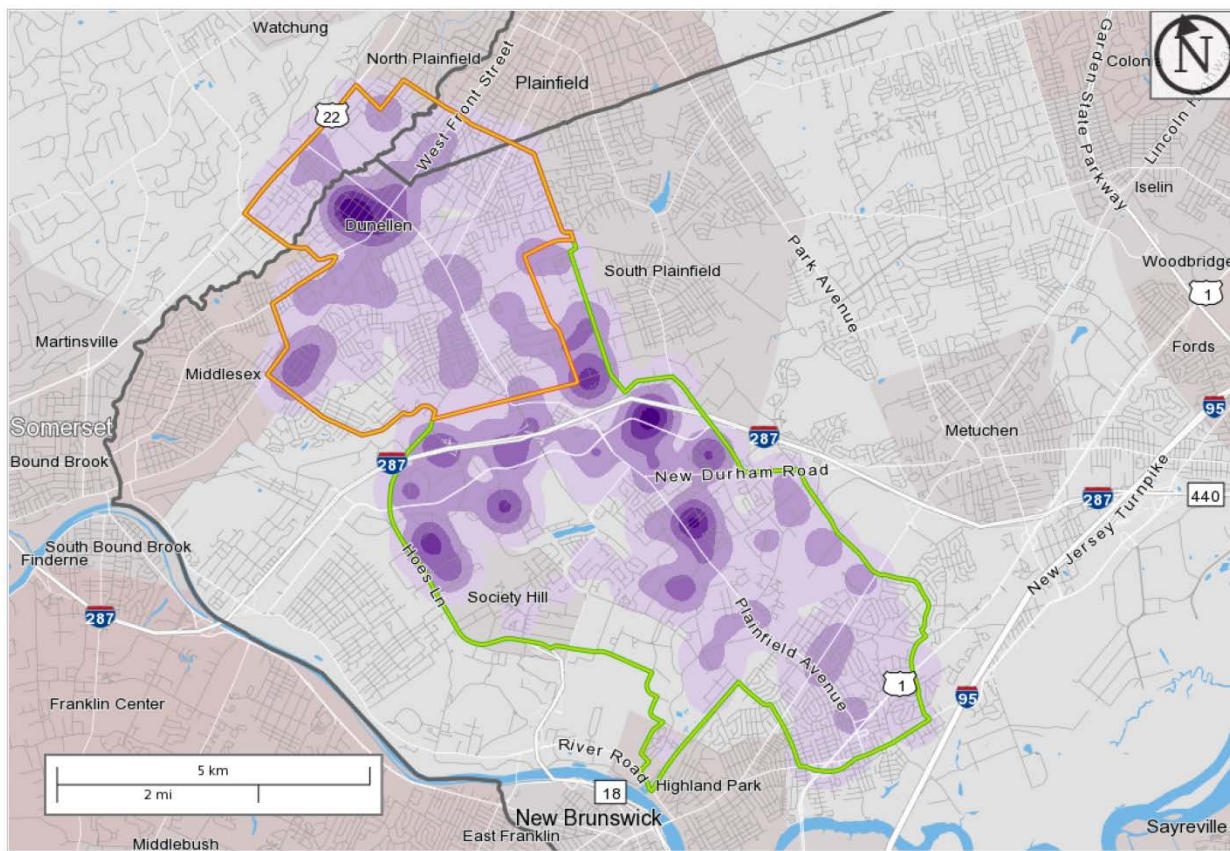 Watchung
North Plainfield
Plainfield
West Front Street
22
N
Garden State Parkway
Lincoln
Iselin
Dunellen
South Plainfield
Park Avenue
Woodbridge
1
Martinsville
Fords
Middlesex
95
Somerset
Bound Brook
Metuchen
287
287
New Durham Road
287
440
New Jersey Turnpike
South Bound Brook
Finderne
Hoes Ln
Society Hill
287
Plainfield Avenue
1
95
Franklin Center
River Road
5 km
2 mi
18
Highland Park
New Brunswick
East Franklin
Middlebush
Sayreville